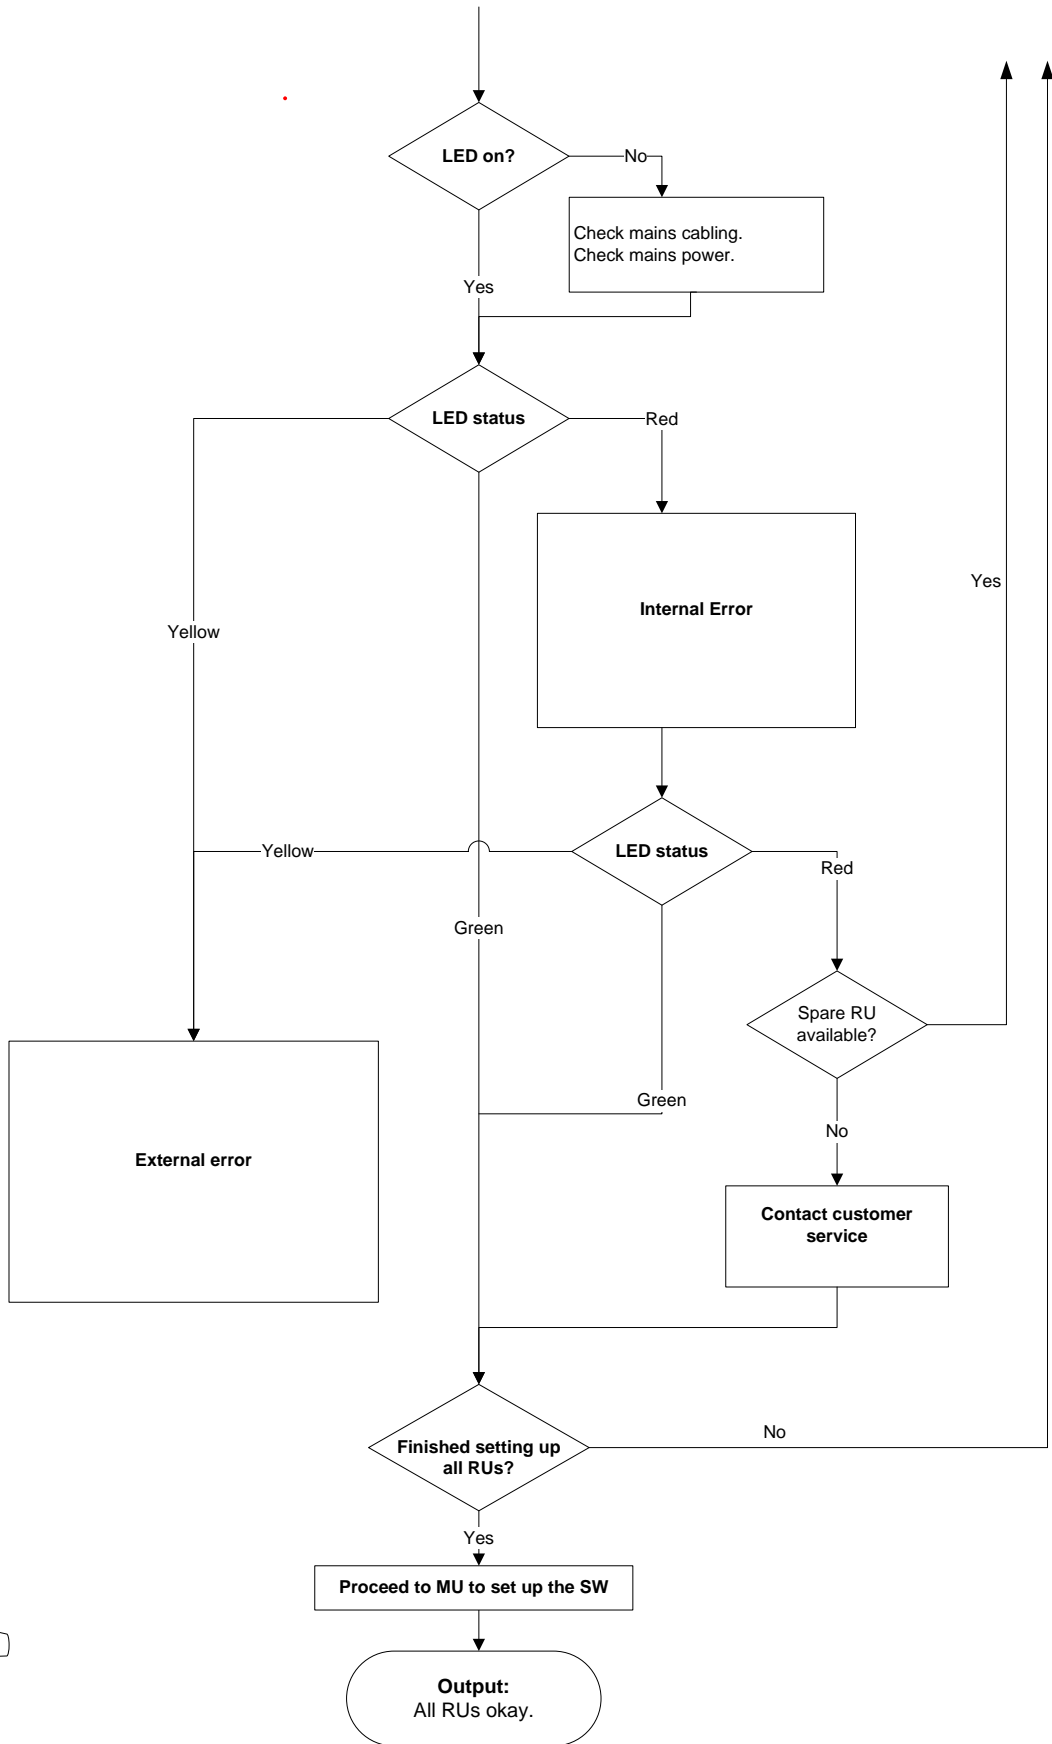 LED on?
No
Check mains cabling.
Check mains power.
Yes
LED status
Red
Yes
Internal Error
Yellow
Yellow
LED status
Red
Green
Spare RU
available?
Green
No
External error
Contact customer
service
No
Finished setting up
all RUs?
Yes
Proceed to MU to set up the SW
Output:
All RUs okay.